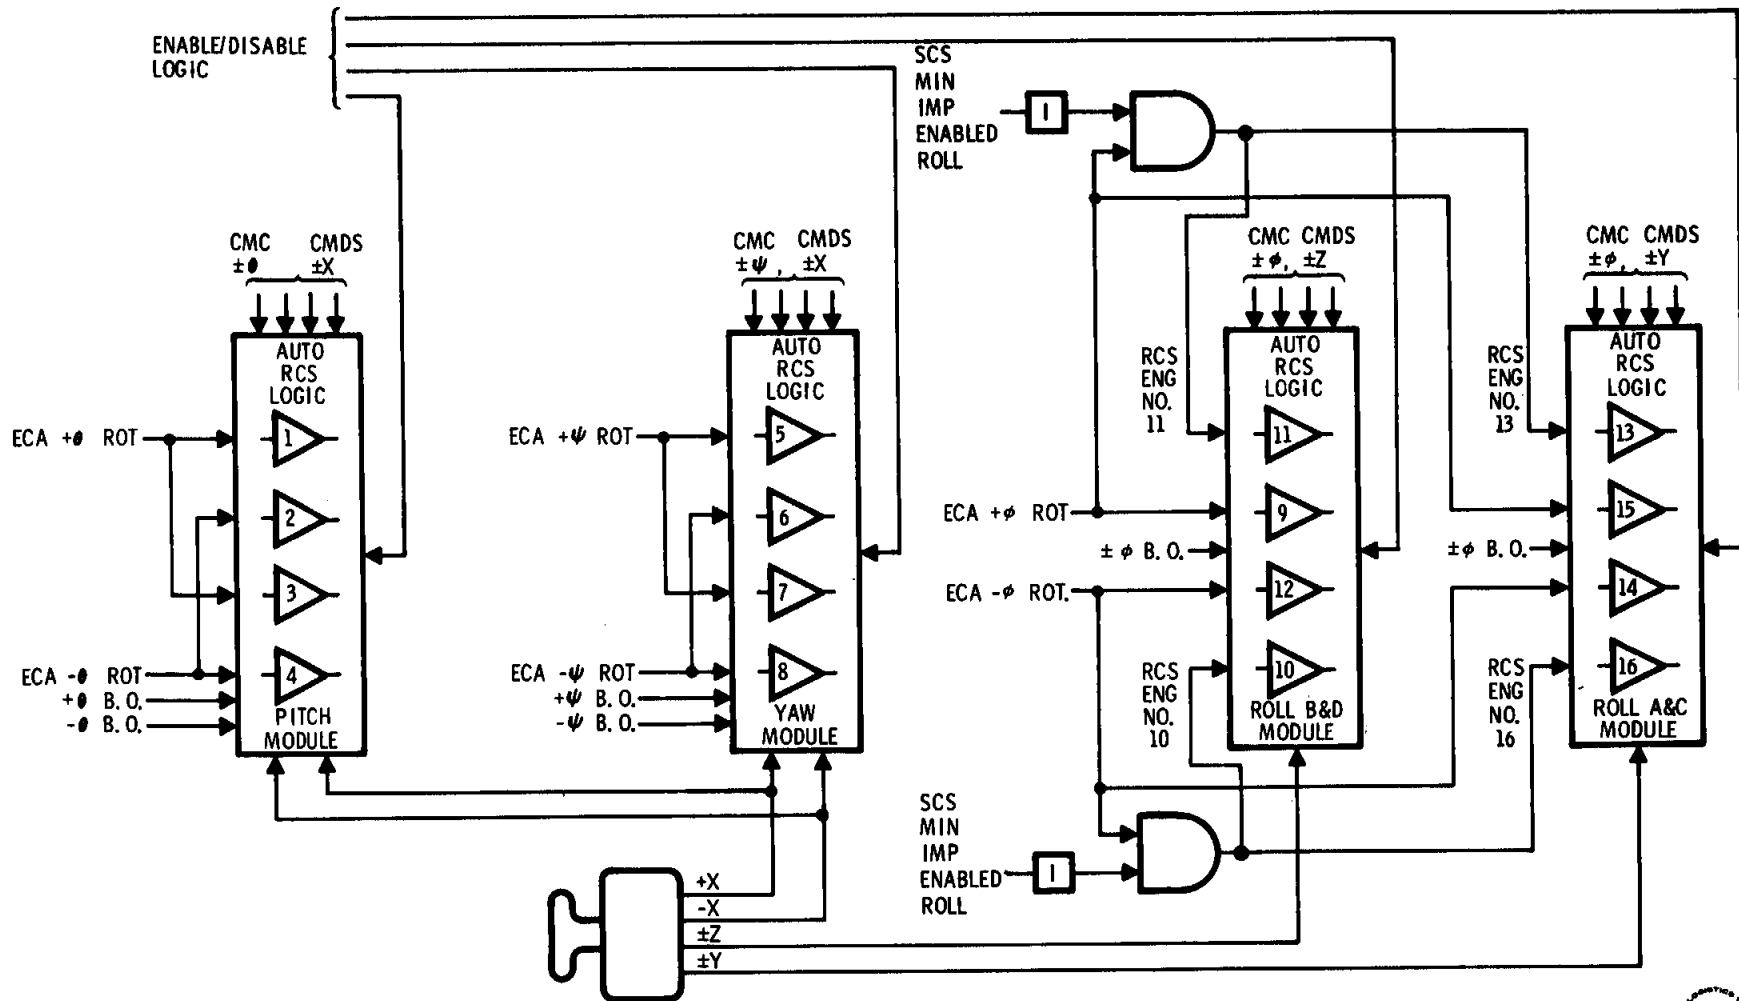 ENABLE/DISABLE
LOGIC
SCS
MIN
IMP
ENABLED
ROLL
I
CMC CMDS
±θ ±X
AUTO
RCS
LOGIC
1
2
3
4
PITCH
MODULE
ECA +θ ROT
ECA -θ ROT
+θ B.O.
-θ B.O.
CMC CMDS
±ψ, ±X
AUTO
RCS
LOGIC
5
6
7
8
YAW
MODULE
ECA +ψ ROT
ECA -ψ ROT
+ψ B.O.
-ψ B.O.
CMC CMDS
±φ, ±Z
AUTO
RCS
LOGIC
11
9
12
10
ROLL B&D
MODULE
RCS
ENG
NO.
11
ECA +φ ROT
±φ B.O.
ECA -φ ROT.
RCS
ENG
NO.
10
CMC CMDS
±φ, ±Y
AUTO
RCS
LOGIC
13
15
14
16
ROLL A&C
MODULE
RCS
ENG
NO.
13
±φ B.O.
RCS
ENG
NO.
16
SCS
MIN
IMP
ENABLED
ROLL
I
+X
-X
±Z
±Y